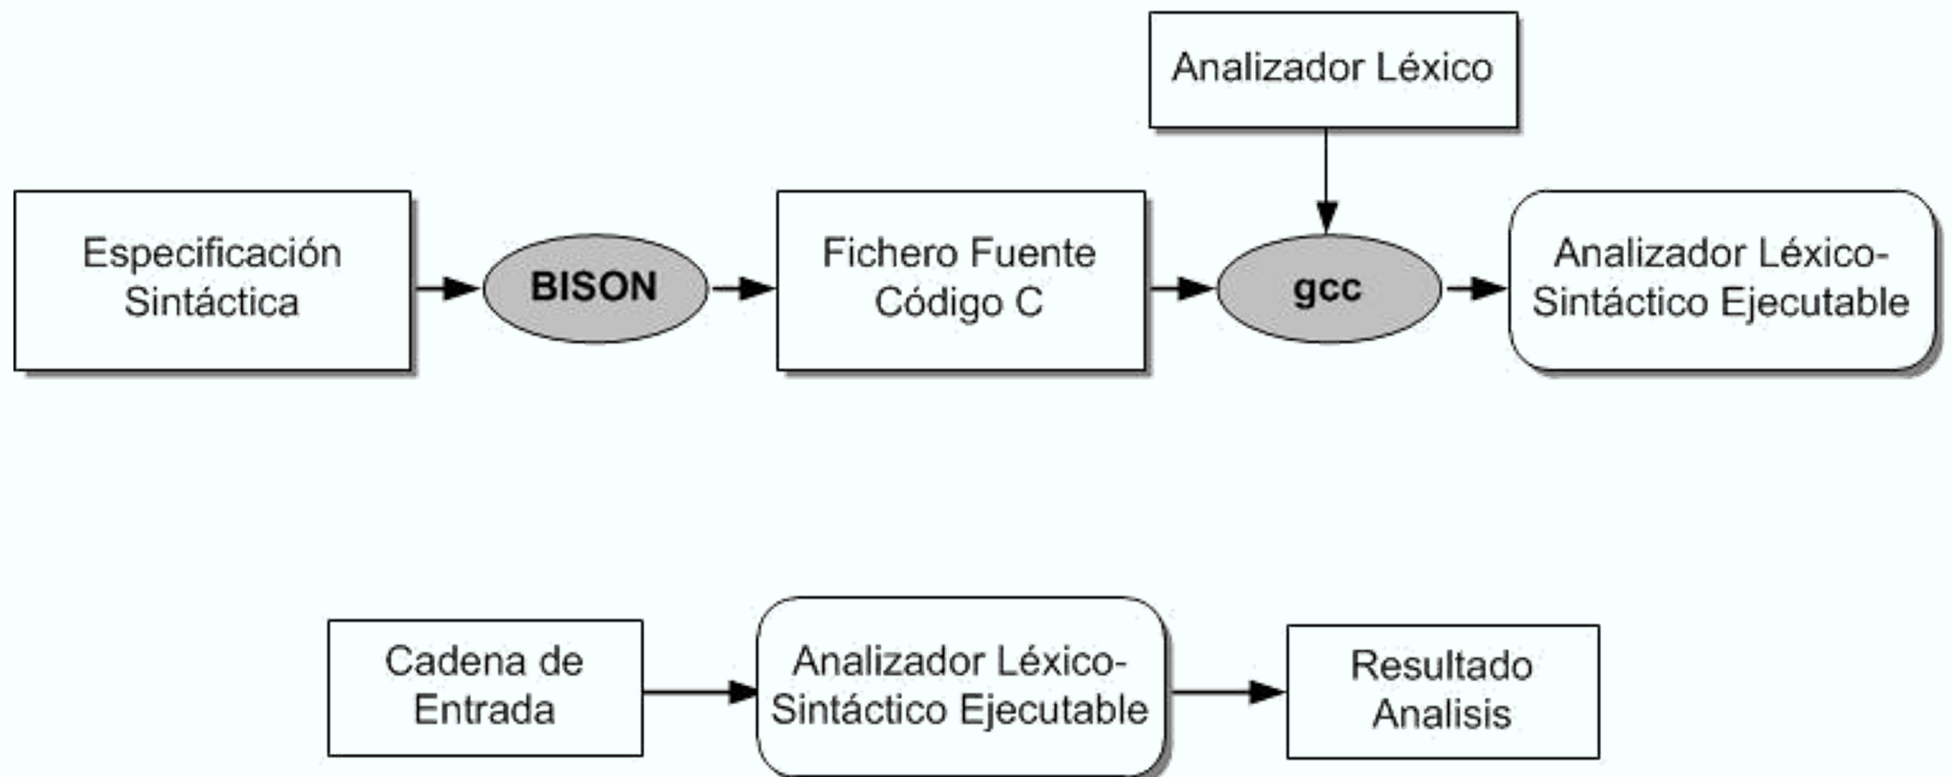 Analizador Léxico
Especificación
Sintáctica
BISON
Fichero Fuente
Código C
gcc
Analizador Léxico-
Sintáctico Ejecutable
Cadena de
Entrada
Analizador Léxico-
Sintáctico Ejecutable
Resultado
Analisis